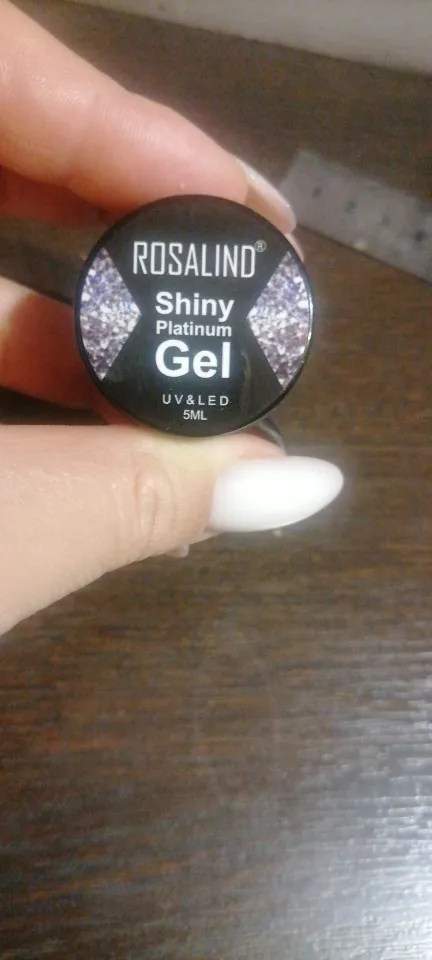 ROSALIND®
Shiny
Platinum
Gel
UV&LED
5ML